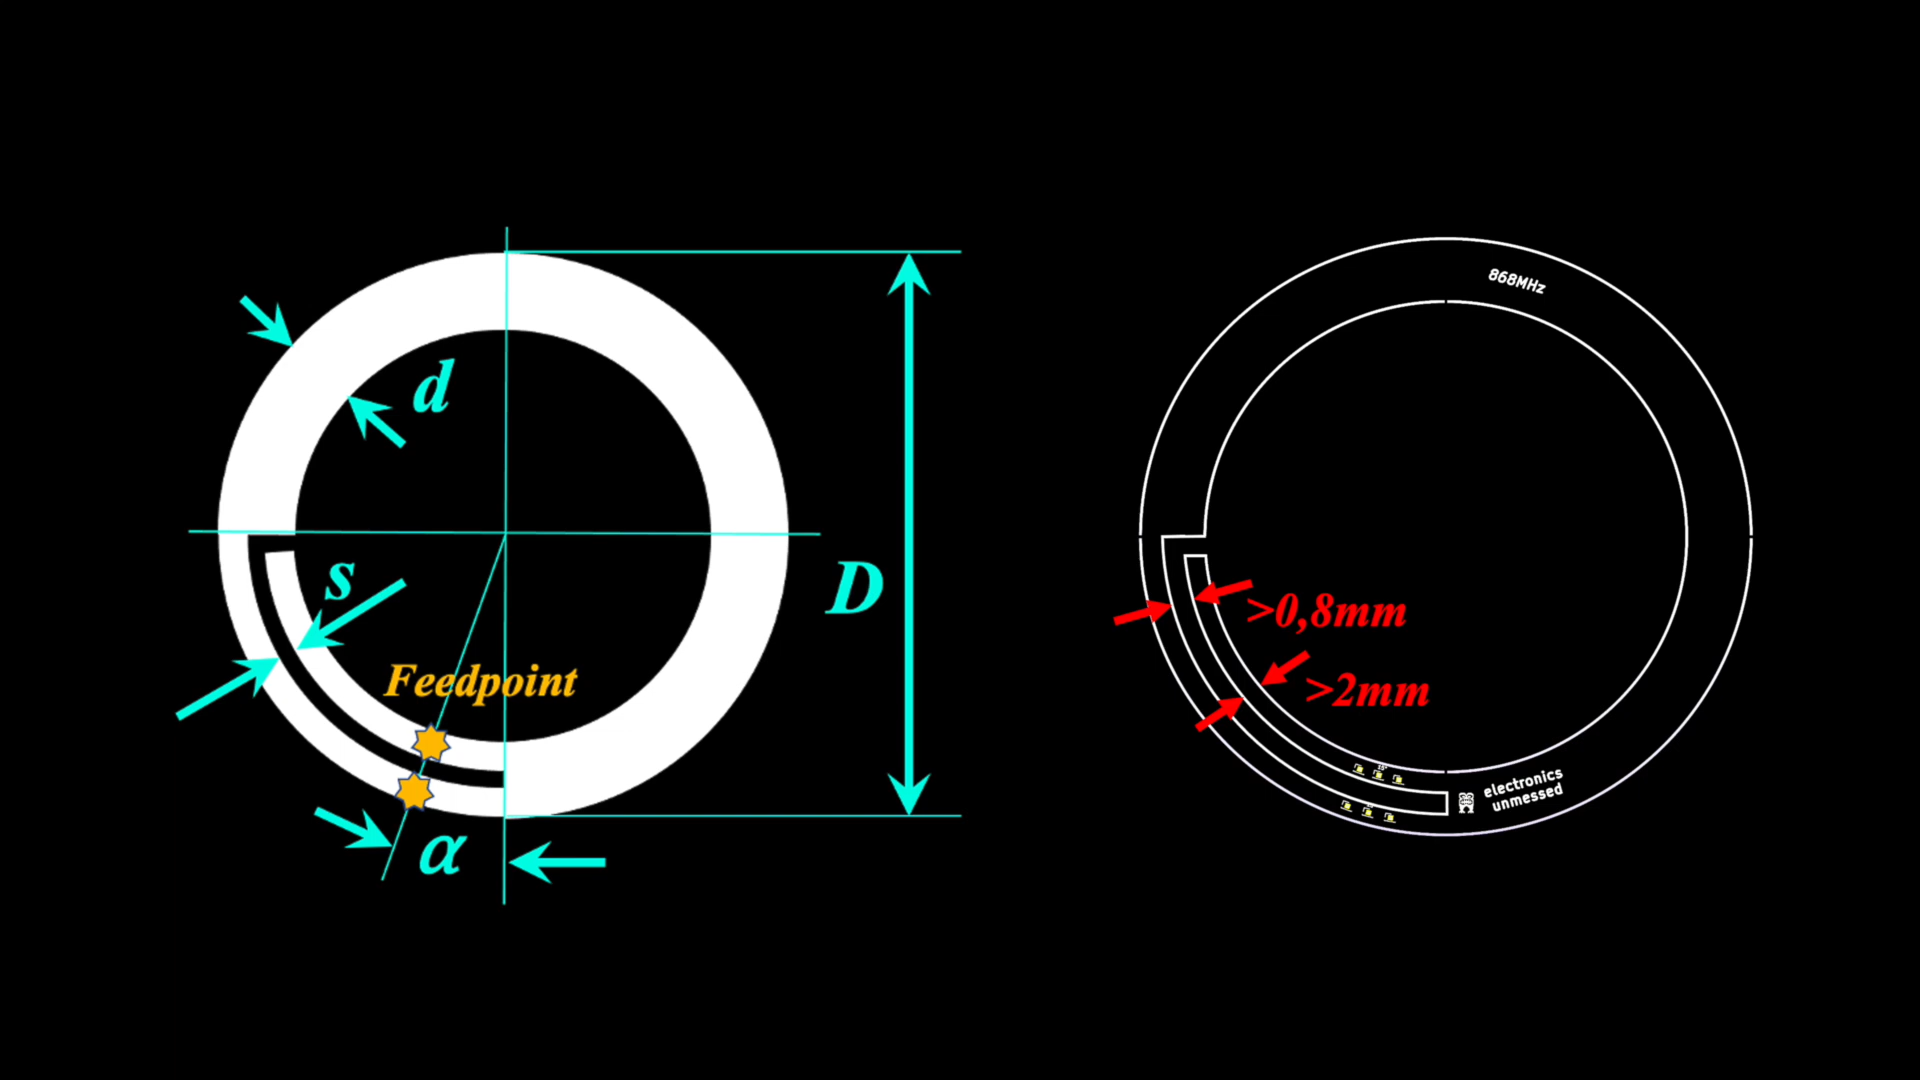 d
s
D
Feedpoint
α
868MHz
>0,8mm
>2mm
electronics
unmessed